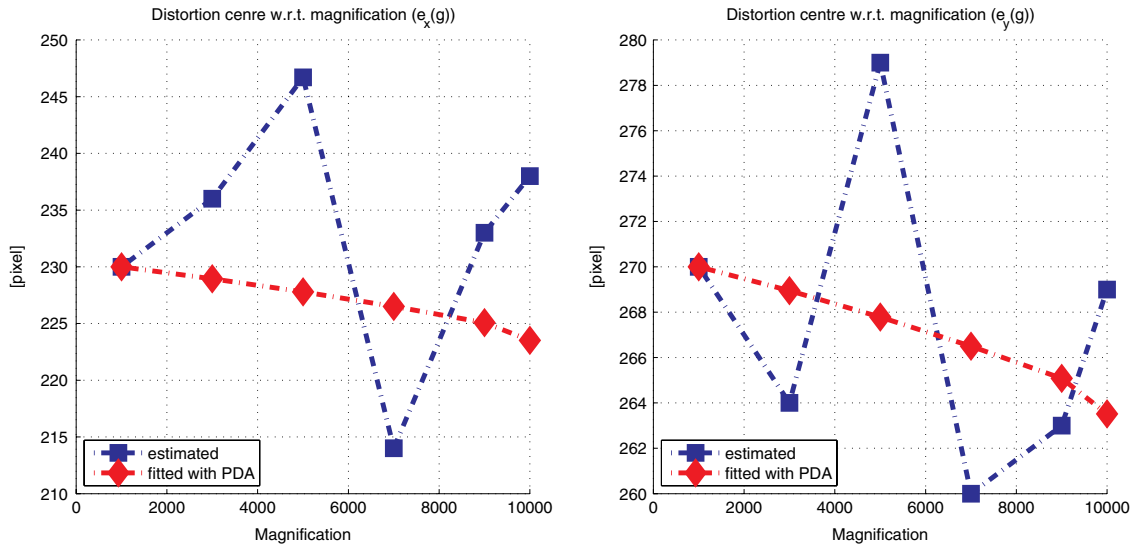 Distortion cenre w.r.t. magnification (e_x(g))
250
245
240
235
230
225
220
215
210
[pixel]
estimated
fitted with PDA
0 2000 4000 6000 8000 10000
Magnification
Distortion centre w.r.t. magnification (e_y(g))
280
278
276
274
272
270
268
266
264
262
260
[pixel]
estimated
fitted with PDA
0 2000 4000 6000 8000 10000
Magnification